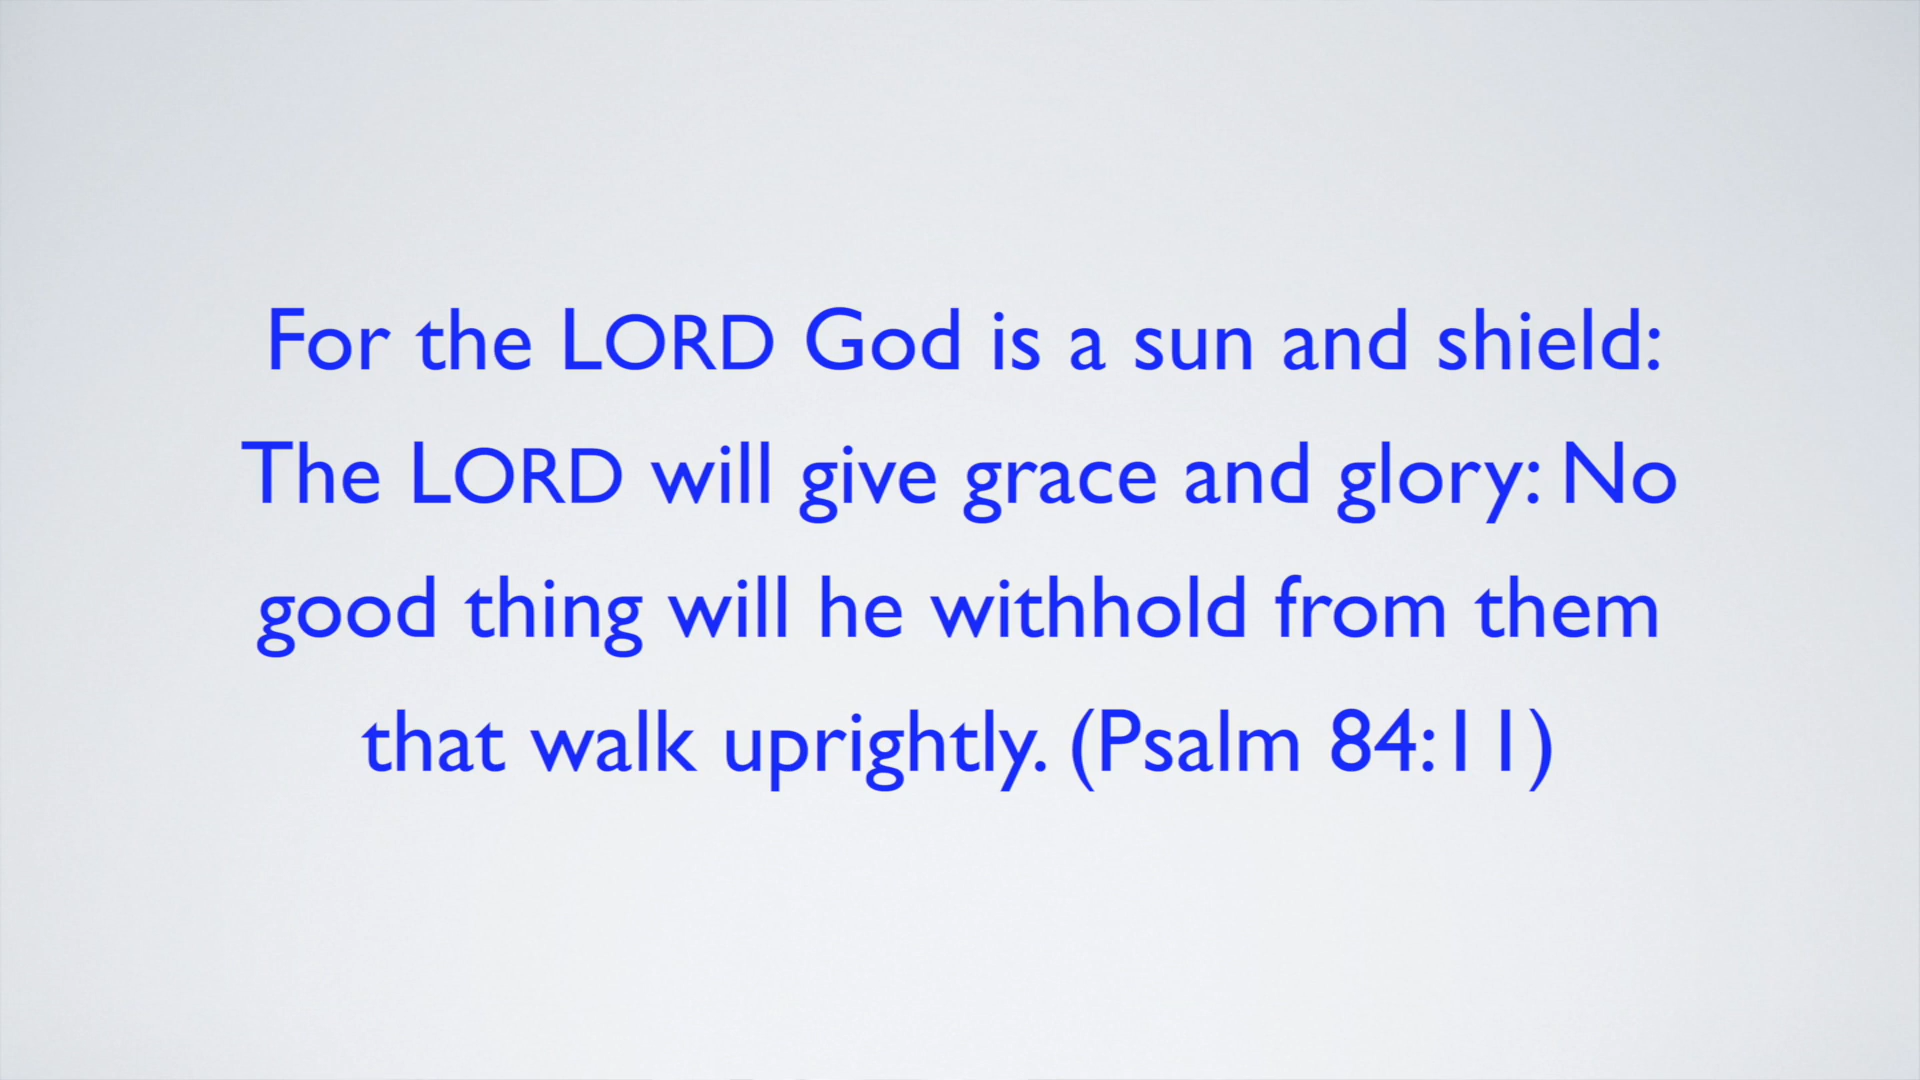 For the LORD God is a sun and shield:
The LORD will give grace and glory: No
good thing will he withhold from them
that walk uprightly. (Psalm 84:11)